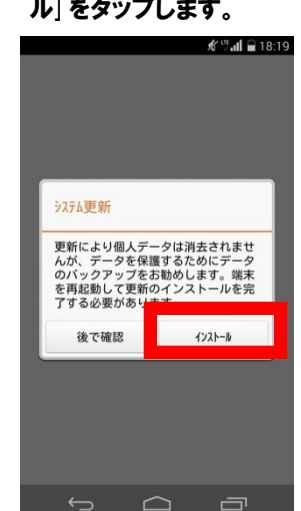 ル］をタップします。
LTE 18:19
ｼｽﾃﾑ更新
更新により個人データは消去されませ
んが、データを保護するためにデータ
のバックアップをお勧めします。端末
を再起動して更新のインストールを完
了する必要があります。
後で確認 ｲﾝｽﾄｰﾙ